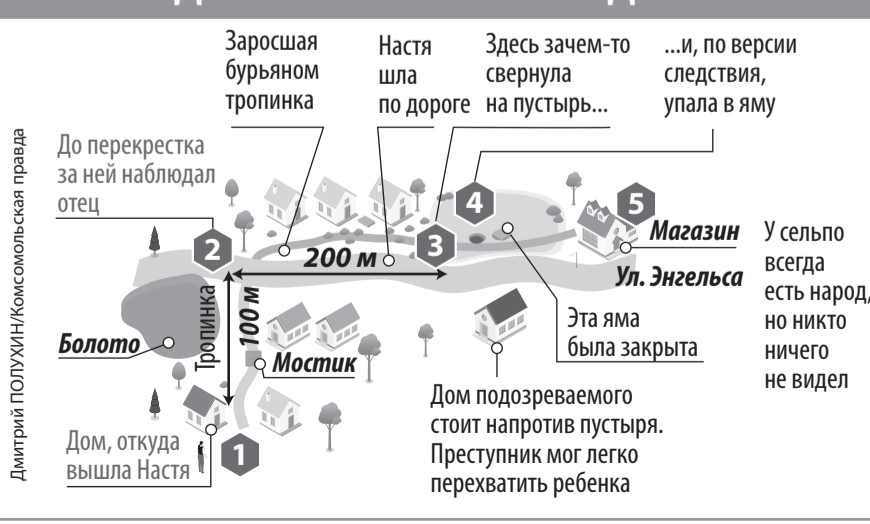 Заросшая
бурьяном
тропинка
Настя
шла
по дороге
Здесь зачем-то
свернула
на пустырь...
...и, по версии
следствия,
упала в яму
До перекрестка
за ней наблюдал
отец
2
3
4
5
200 м
Магазин
Ул. Энгельса
У сельпо
всегда
есть народ,
но никто
ничего
не видел
Тропинка
100 м
Болото
Мостик
Эта яма
была закрыта
Дом подозреваемого
стоит напротив пустыря.
Преступник мог легко
перехватить ребенка
Дом, откуда
вышла Настя
1
Дмитрий ПОЛУХИН/Комсомольская правда